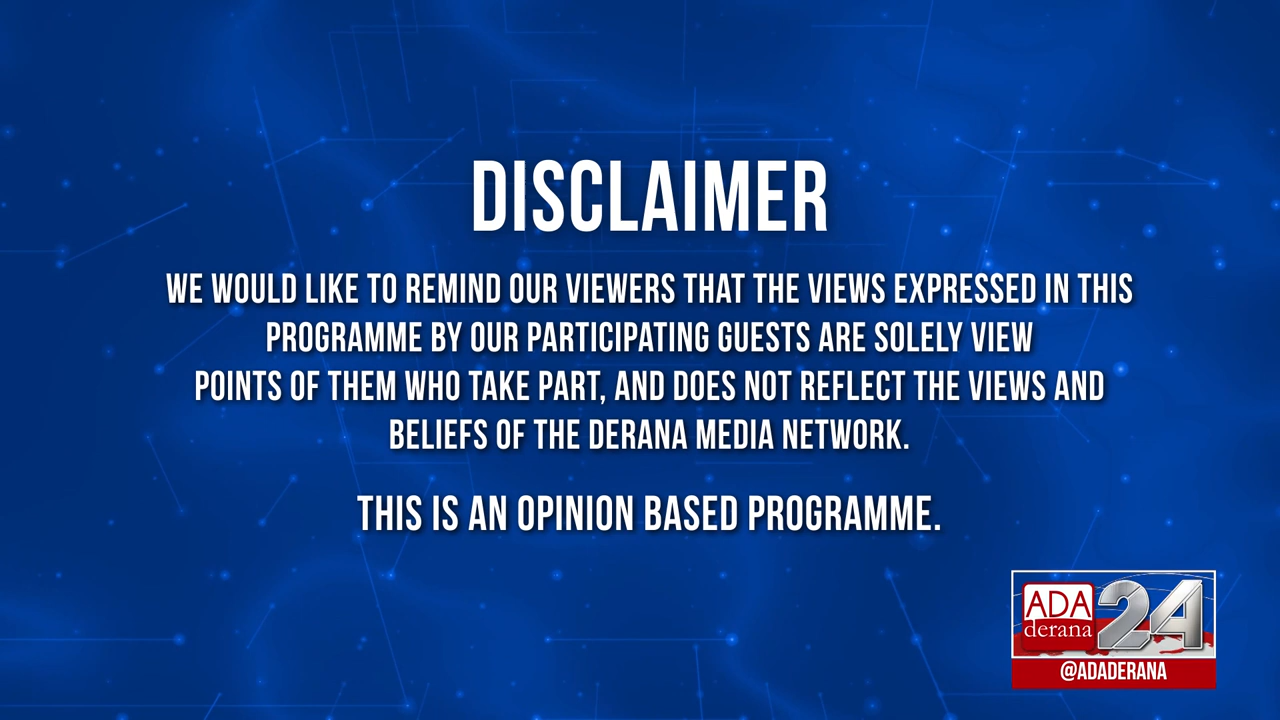 DISCLAIMER
WE WOULD LIKE TO REMIND OUR VIEWERS THAT THE VIEWS EXPRESSED IN THIS
PROGRAMME BY OUR PARTICIPATING GUESTS ARE SOLELY VIEW
POINTS OF THEM WHO TAKE PART, AND DOES NOT REFLECT THE VIEWS AND
BELIEFS OF THE DERANA MEDIA NETWORK.
THIS IS AN OPINION BASED PROGRAMME.
ADA
derana
24
@ADADERANA